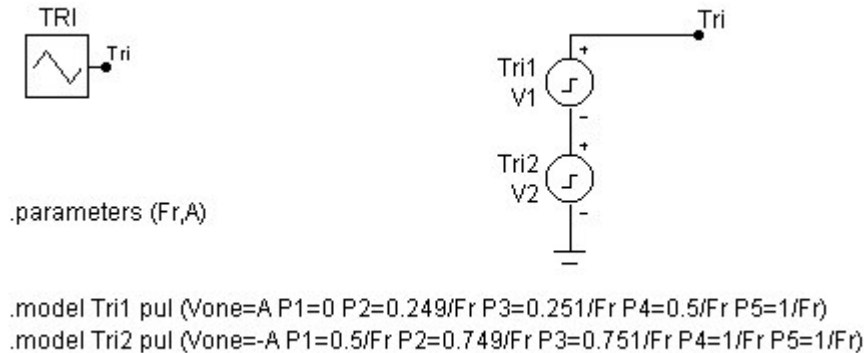 TRI
Tri
Tri
Tri1
V1
+
-
Tri2
V2
+
-
.parameters (Fr,A)
.model Tri1 pul (Vone=A P1=0 P2=0.249/Fr P3=0.251/Fr P4=0.5/Fr P5=1/Fr)
.model Tri2 pul (Vone=-A P1=0.5/Fr P2=0.749/Fr P3=0.751/Fr P4=1/Fr P5=1/Fr)